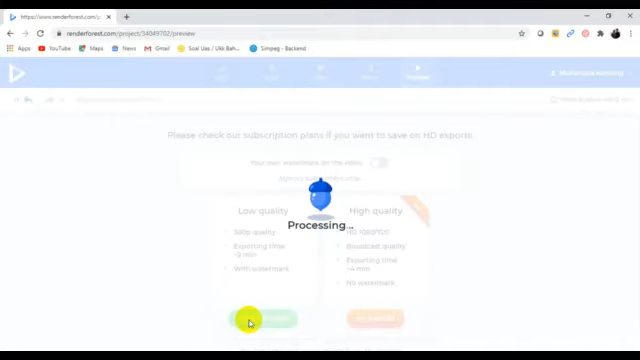 https://www.renderforest.com/p
renderforest.com/project/34049702/preview
Apps YouTube Maps News Gmail Soal Uas / Ukk Bah... Simpeg - Backend
Please check our subscription plans if you want to save on HD exports.
Your own watermark on the video
Low quality
360p quality
Exporting time
~2 min
With watermark
High quality
Broadcast quality
Exporting time
~4 min
No watermark
Processing...